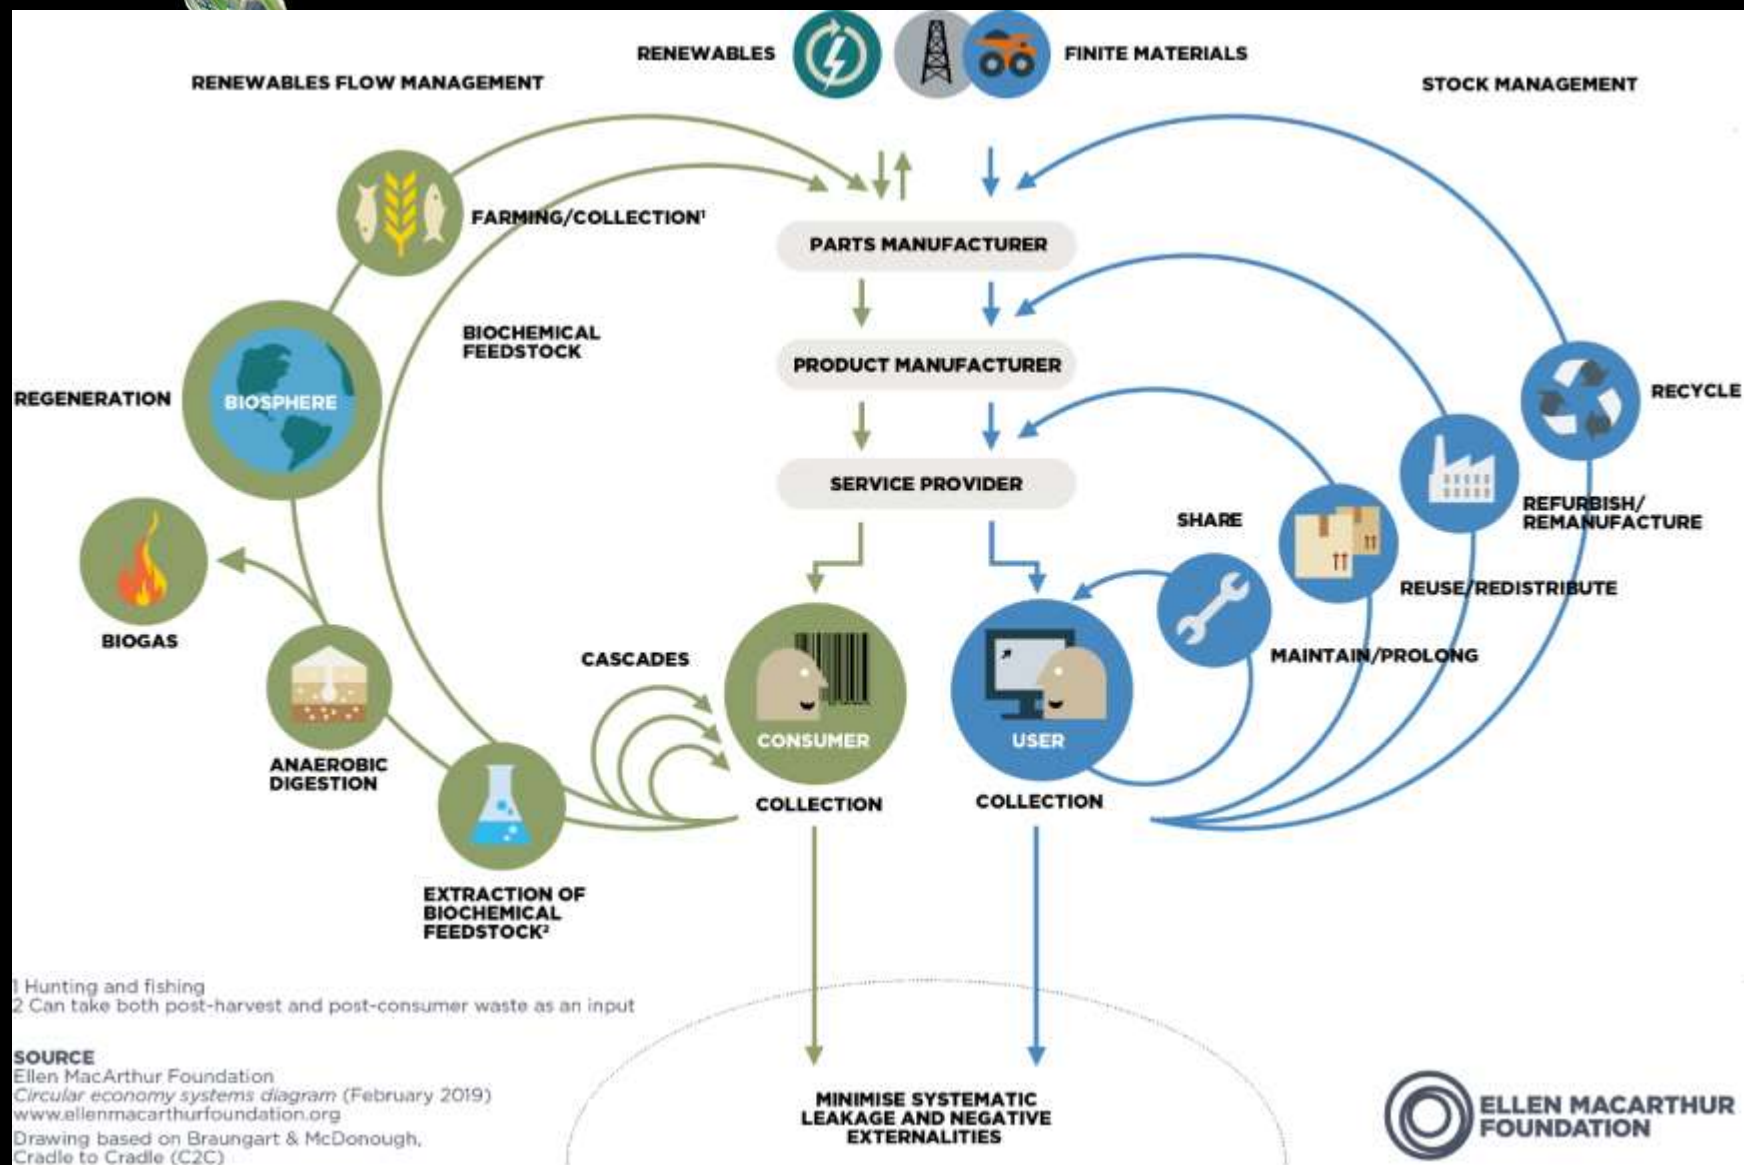 RENEWABLES
FINITE MATERIALS
RENEWABLES FLOW MANAGEMENT
STOCK MANAGEMENT
FARMING/COLLECTION¹
PARTS MANUFACTURER
BIOCHEMICAL
FEEDSTOCK
PRODUCT MANUFACTURER
REGENERATION
BIOSPHERE
RECYCLE
SERVICE PROVIDER
SHARE
REFURBISH/
REMANUFACTURE
REUSE/REDISTRIBUTE
BIOGAS
CASCADES
MAINTAIN/PROLONG
CONSUMER
USER
ANAEROBIC
DIGESTION
COLLECTION
COLLECTION
EXTRACTION OF
BIOCHEMICAL
FEEDSTOCK²
1 Hunting and fishing
2 Can take both post-harvest and post-consumer waste as an input
SOURCE
Ellen MacArthur Foundation
Circular economy systems diagram (February 2019)
www.ellenmacarthurfoundation.org
Drawing based on Braungart & McDonough,
Cradle to Cradle (C2C)
MINIMISE SYSTEMATIC
LEAKAGE AND NEGATIVE
EXTERNALITIES
ELLEN MACARTHUR
FOUNDATION